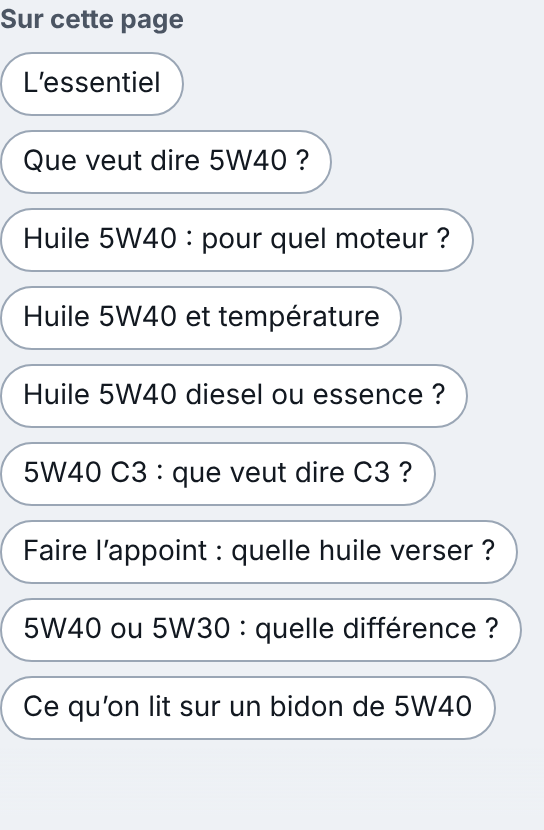 Sur cette page
L’essentiel
Que veut dire 5W40 ?
Huile 5W40 : pour quel moteur ?
Huile 5W40 et température
Huile 5W40 diesel ou essence ?
5W40 C3 : que veut dire C3 ?
Faire l’appoint : quelle huile verser ?
5W40 ou 5W30 : quelle différence ?
Ce qu’on lit sur un bidon de 5W40